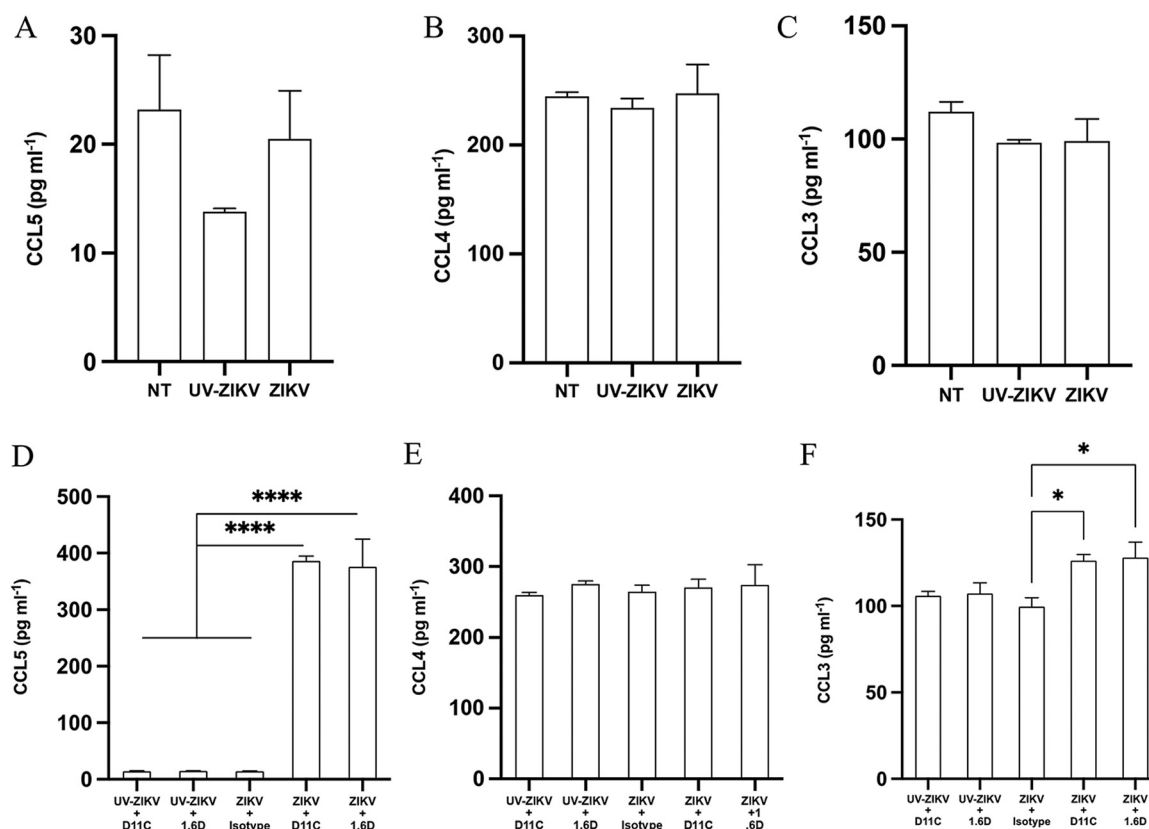 A
30
20
10
0
CCL5 (pg ml-1)
NT UV-ZIKV ZIKV
B
300
200
100
0
CCL4 (pg ml-1)
NT UV-ZIKV ZIKV
C
150
100
50
0
CCL3 (pg ml-1)
NT UV-ZIKV ZIKV
D
500
400
300
200
100
0
CCL5 (pg ml-1)
****
****
UV-ZIKV UV-ZIKV ZIKV ZIKV ZIKV
+ + + + +
D11C 1.6D Isotype D11C 1.6D
E
400
300
200
100
0
CCL4 (pg ml-1)
UV-ZIKV UV-ZIKV ZIKV ZIKV ZIKV
+ + + + +1
D11C 1.6D Isotype D11C .6D
F
150
100
50
0
CCL3 (pg ml-1)
*
*
UV-ZIKV UV-ZIKV ZIKV ZIKV ZIKV
+ + + + +
D11C 1.6D Isotype D11C 1.6D